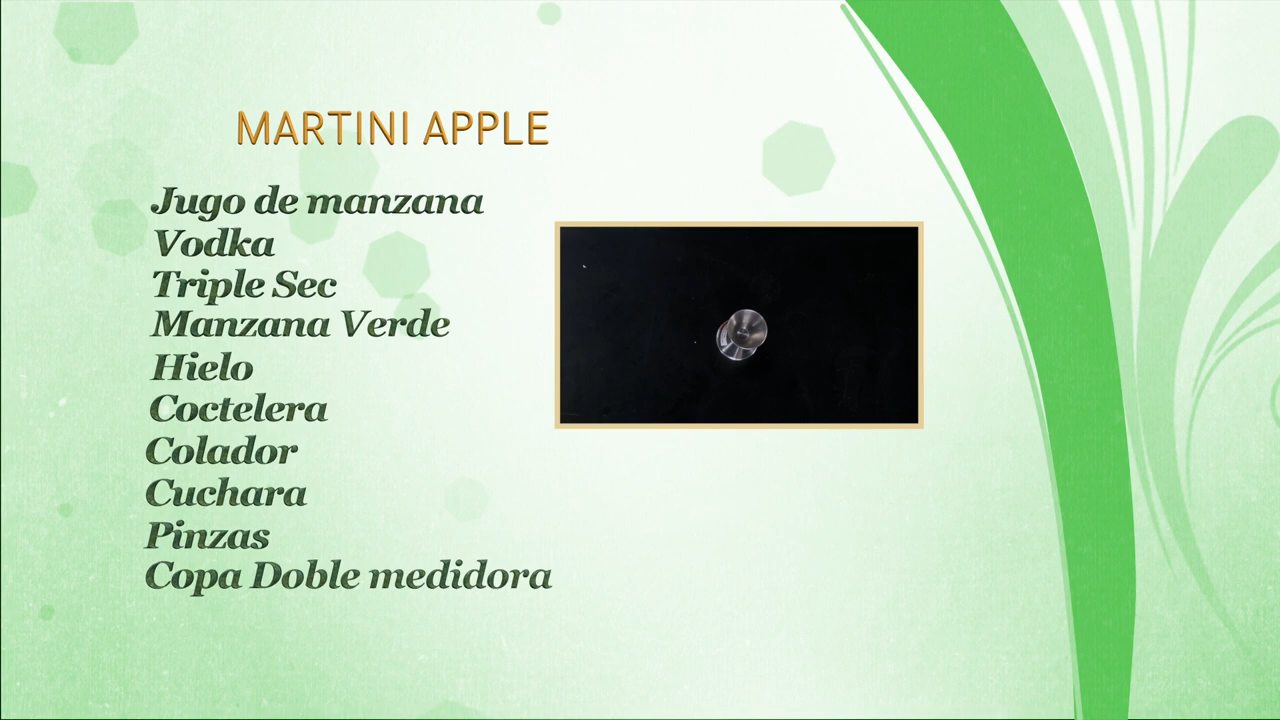 MARTINI APPLE
Jugo de manzana
Vodka
Triple Sec
Manzana Verde
Hielo
Coctelera
Colador
Cuchara
Pinzas
Copa Doble medidora